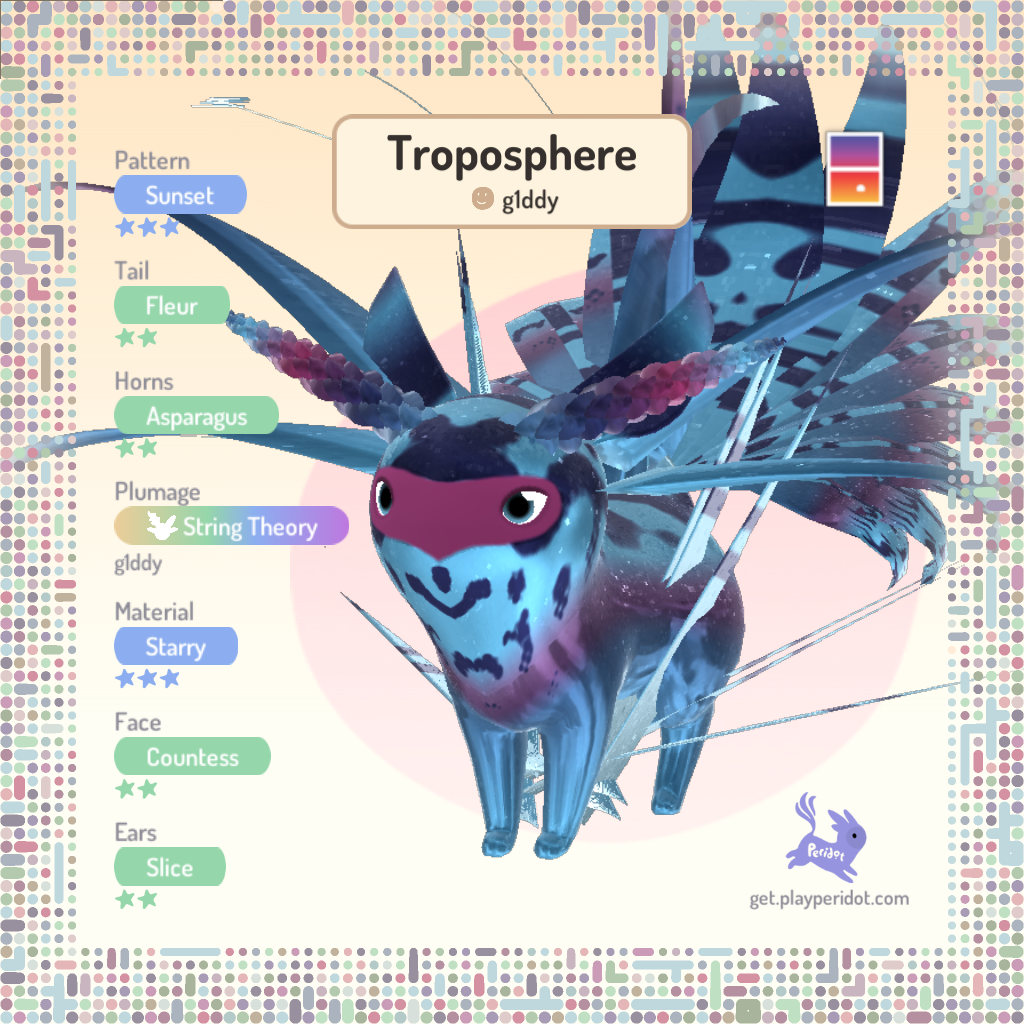 Troposphere
g1ddy
Pattern
Sunset
Tail
Fleur
Horns
Asparagus
Plumage
String Theory
g1ddy
Material
Starry
Face
Countess
Ears
Slice
Peridot
get.playperidot.com